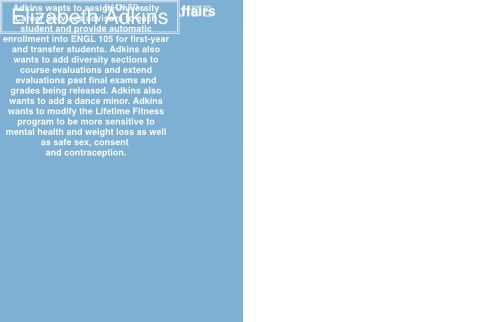 Elizabeth Adkins
ffairs
Adkins wants to assign University
student and provide automatic
enrollment into ENGL 105 for first-year
and transfer students. Adkins also
wants to add diversity sections to
course evaluations and extend
evaluations past final exams and
grades being released. Adkins also
wants to add a dance minor. Adkins
wants to modify the Lifetime Fitness
program to be more sensitive to
mental health and weight loss as well
as safe sex, consent
and contraception.